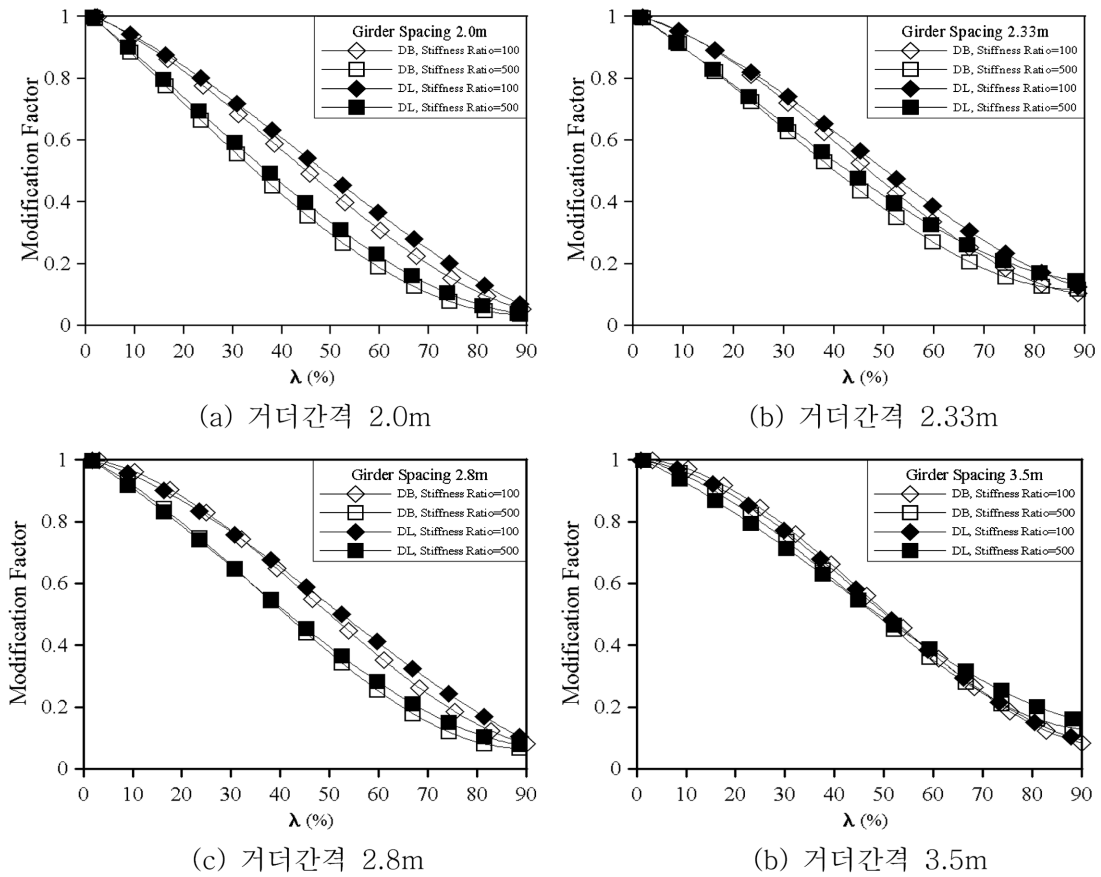 Modification Factor
1
0.8
0.6
0.4
0.2
0
0 10 20 30 40 50 60 70 80 90
λ (%)
Girder Spacing 2.0m
DB, Stiffness Ratio=100
DB, Stiffness Ratio=500
DL, Stiffness Ratio=100
DL, Stiffness Ratio=500
(a) 거더간격 2.0m
Modification Factor
1
0.8
0.6
0.4
0.2
0
0 10 20 30 40 50 60 70 80 90
λ (%)
Girder Spacing 2.33m
DB, Stiffness Ratio=100
DB, Stiffness Ratio=500
DL, Stiffness Ratio=100
DL, Stiffness Ratio=500
(b) 거더간격 2.33m
Modification Factor
1
0.8
0.6
0.4
0.2
0
0 10 20 30 40 50 60 70 80 90
λ (%)
Girder Spacing 2.8m
DB, Stiffness Ratio=100
DB, Stiffness Ratio=500
DL, Stiffness Ratio=100
DL, Stiffness Ratio=500
(c) 거더간격 2.8m
Modification Factor
1
0.8
0.6
0.4
0.2
0
0 10 20 30 40 50 60 70 80 90
λ (%)
Girder Spacing 3.5m
DB, Stiffness Ratio=100
DB, Stiffness Ratio=500
DL, Stiffness Ratio=100
DL, Stiffness Ratio=500
(b) 거더간격 3.5m